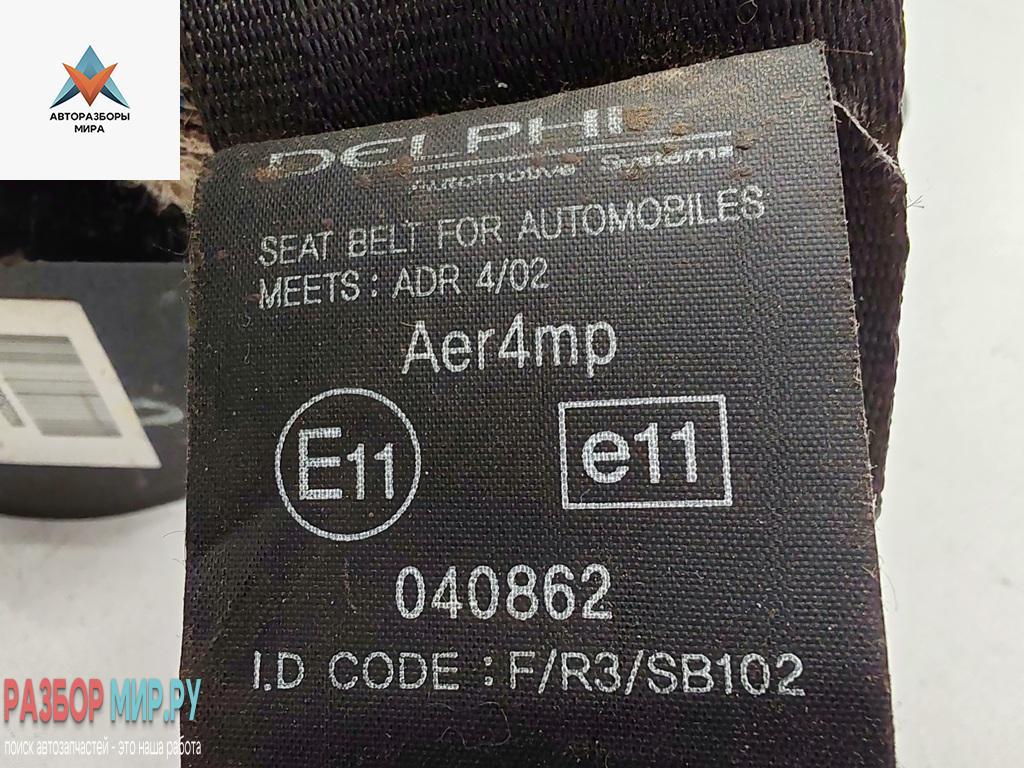 АВТОРАЗБОРЫ
МИРА
DELPHI
Automotive Systems
SEAT BELT FOR AUTOMOBILES
MEETS: ADR 4/02
Aer4mp
E11 e11
040862
I.D CODE : F/R3/SB102
РАЗБОР МИР.РУ
поиск автозапчастей - это наша работа